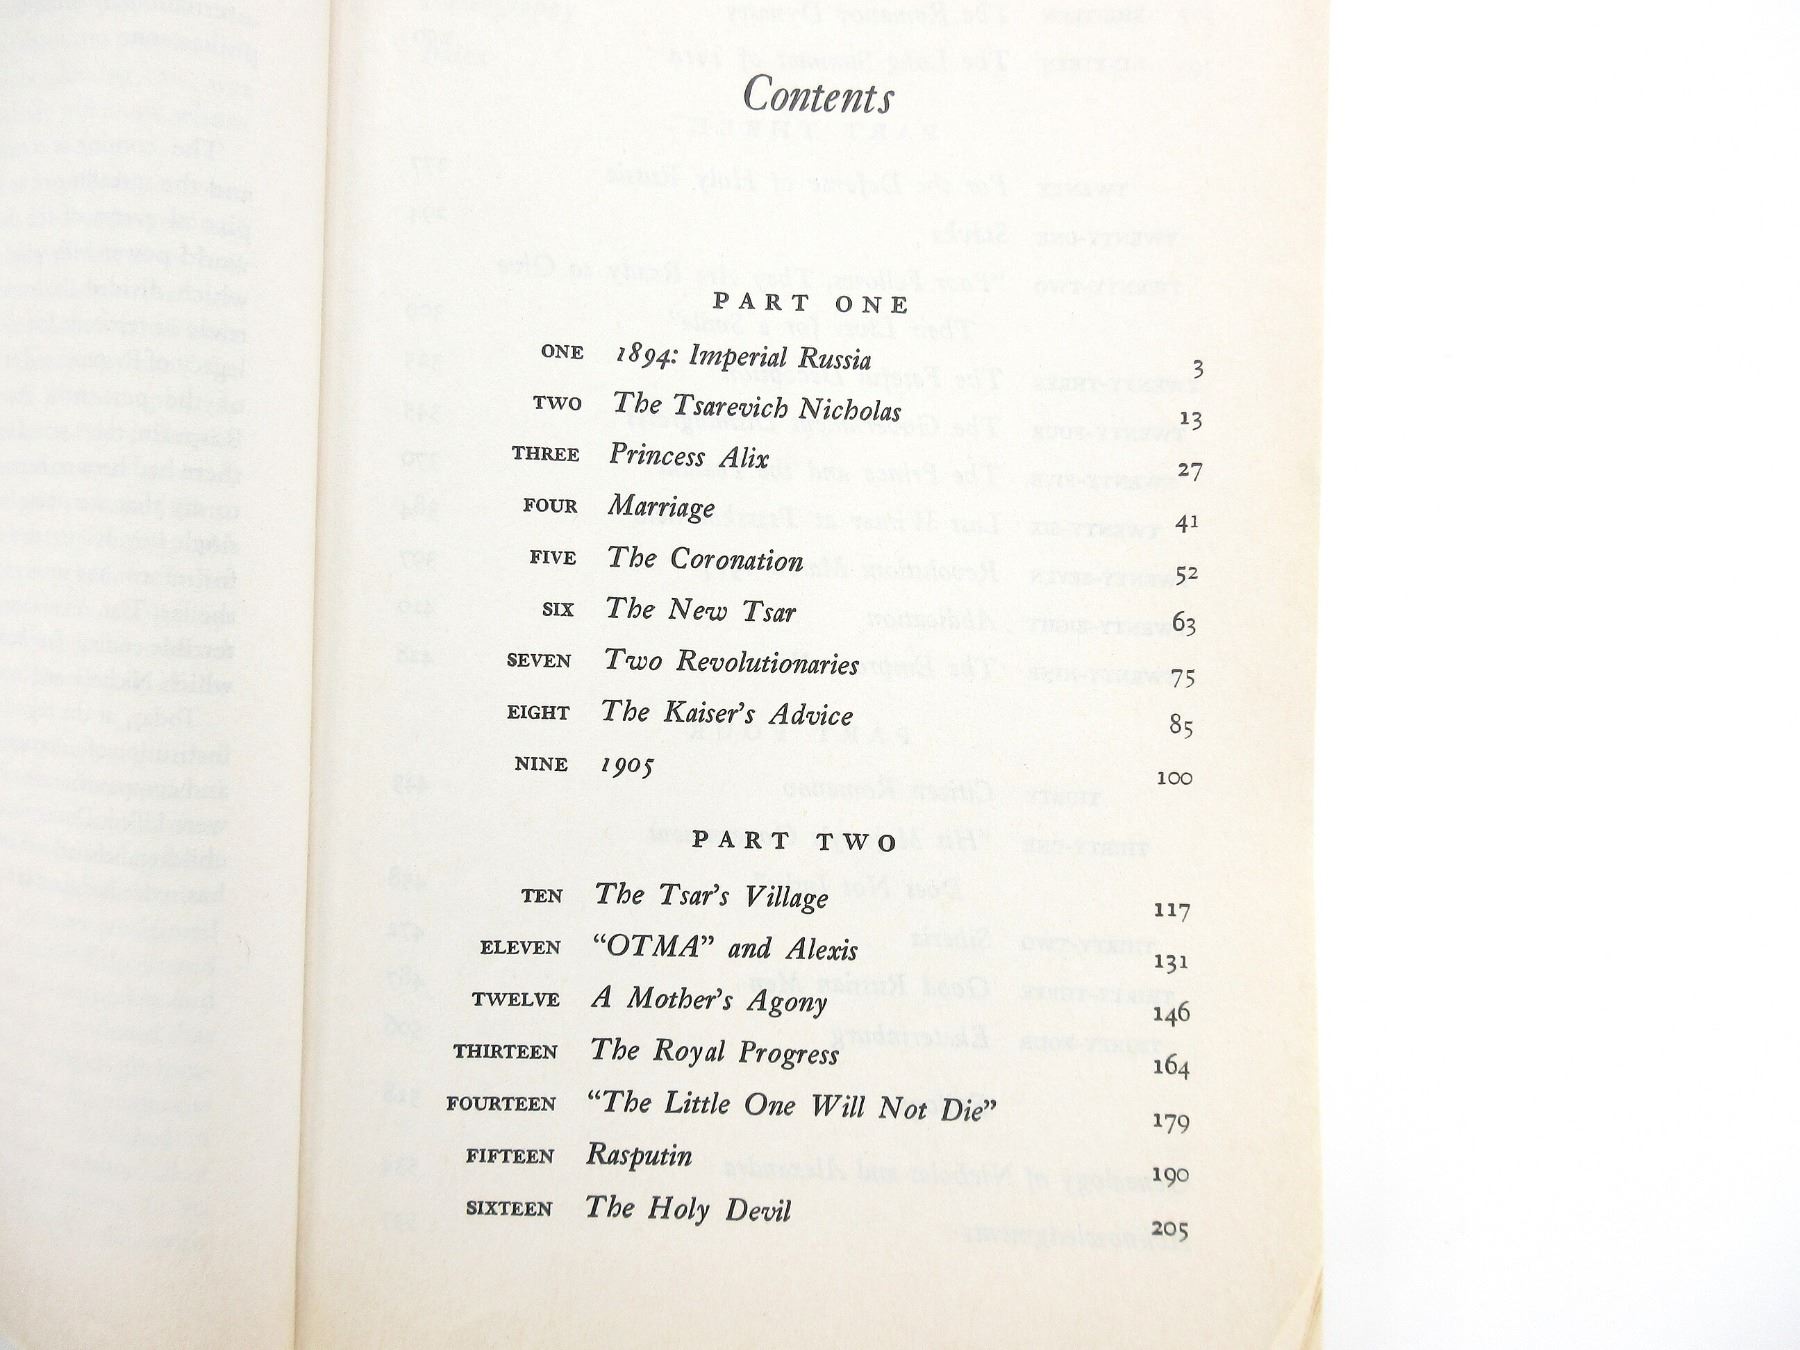 Contents
PART ONE
ONE 1894: Imperial Russia 3
TWO The Tsarevich Nicholas 13
THREE Princess Alix 27
FOUR Marriage 41
FIVE The Coronation 52
SIX The New Tsar 63
SEVEN Two Revolutionaries 75
EIGHT The Kaiser's Advice 85
NINE 1905 100
PART TWO
TEN The Tsar's Village 117
ELEVEN “OTMA” and Alexis 131
TWELVE A Mother's Agony 146
THIRTEEN The Royal Progress 164
FOURTEEN “The Little One Will Not Die” 179
FIFTEEN Rasputin 190
SIXTEEN The Holy Devil 205